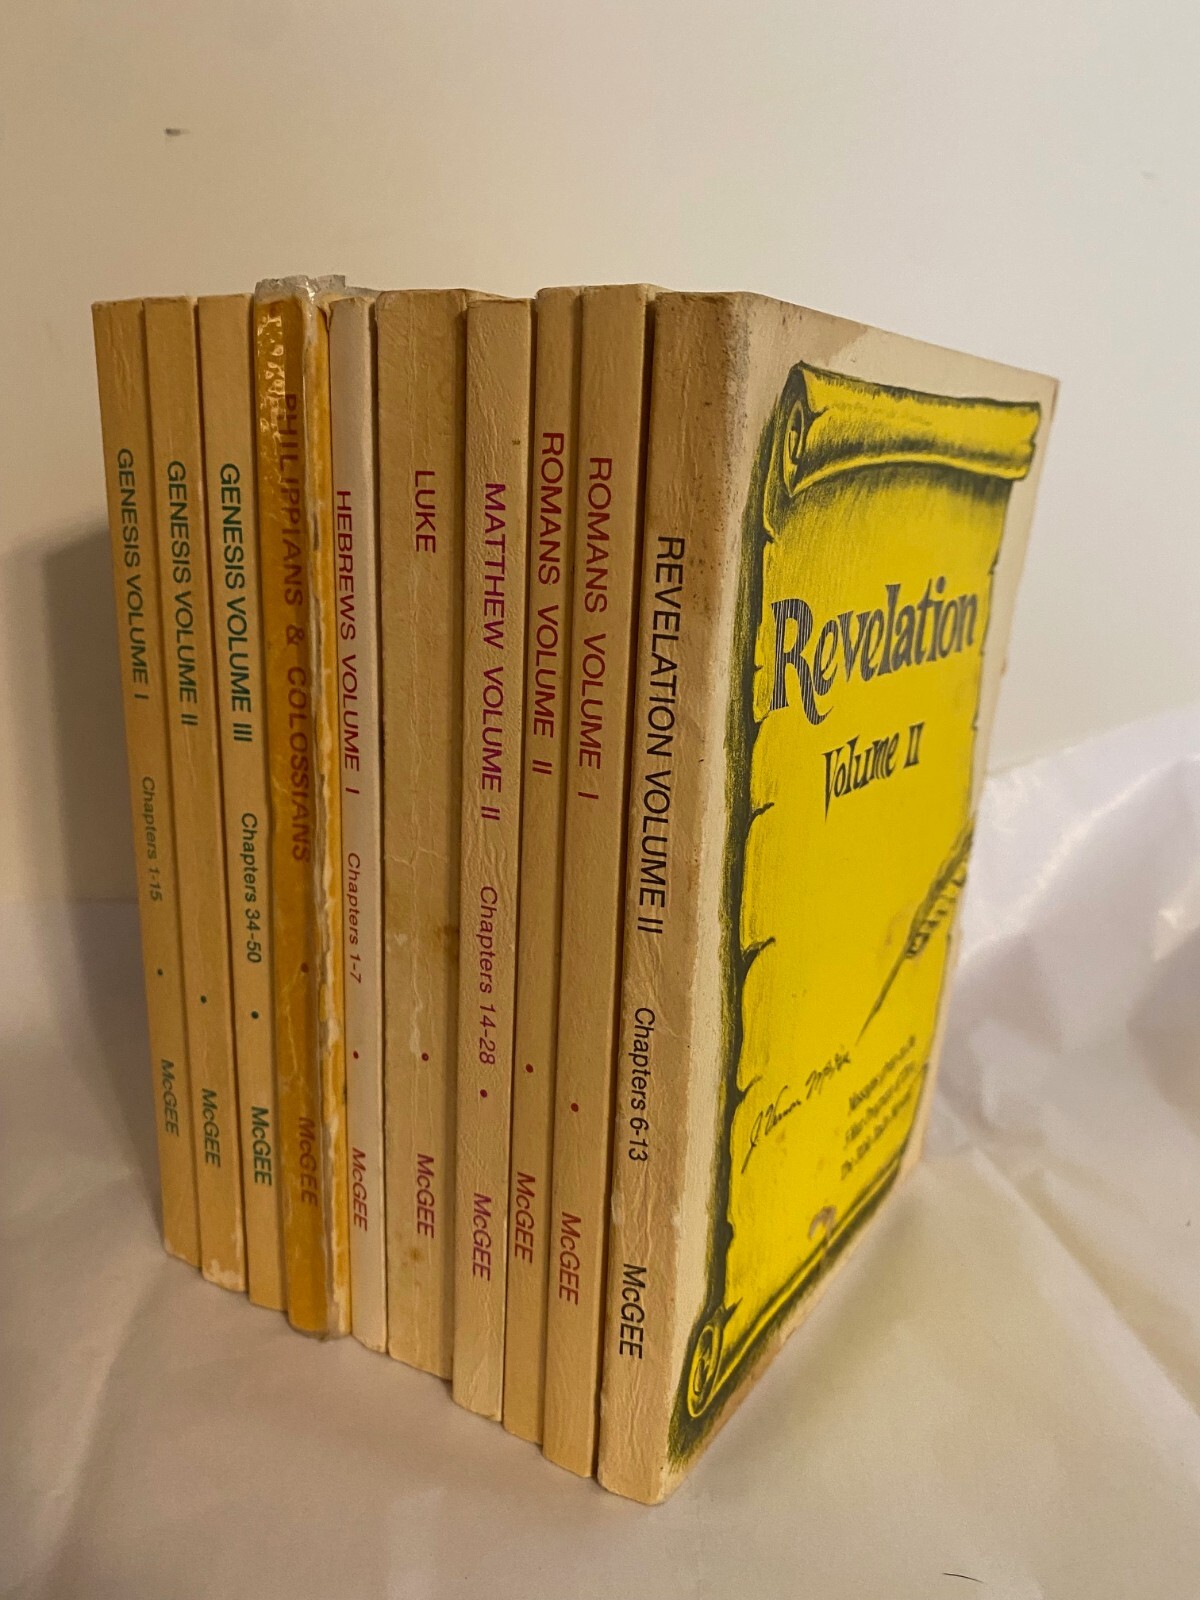 GENESIS VOLUME I Chapters 1-15 • McGEE
GENESIS VOLUME II • McGEE
GENESIS VOLUME III Chapters 34-50 • McGEE
PHILIPPIANS & COLOSSIANS • McGEE
HEBREWS VOLUME I Chapters 1-7 • McGEE
LUKE • McGEE
MATTHEW VOLUME II Chapters 14-28 • McGEE
ROMANS VOLUME II • McGEE
ROMANS VOLUME I • McGEE
REVELATION VOLUME II Chapters 6-13 McGEE
Revelation
Volume II
J. Vernon McGee